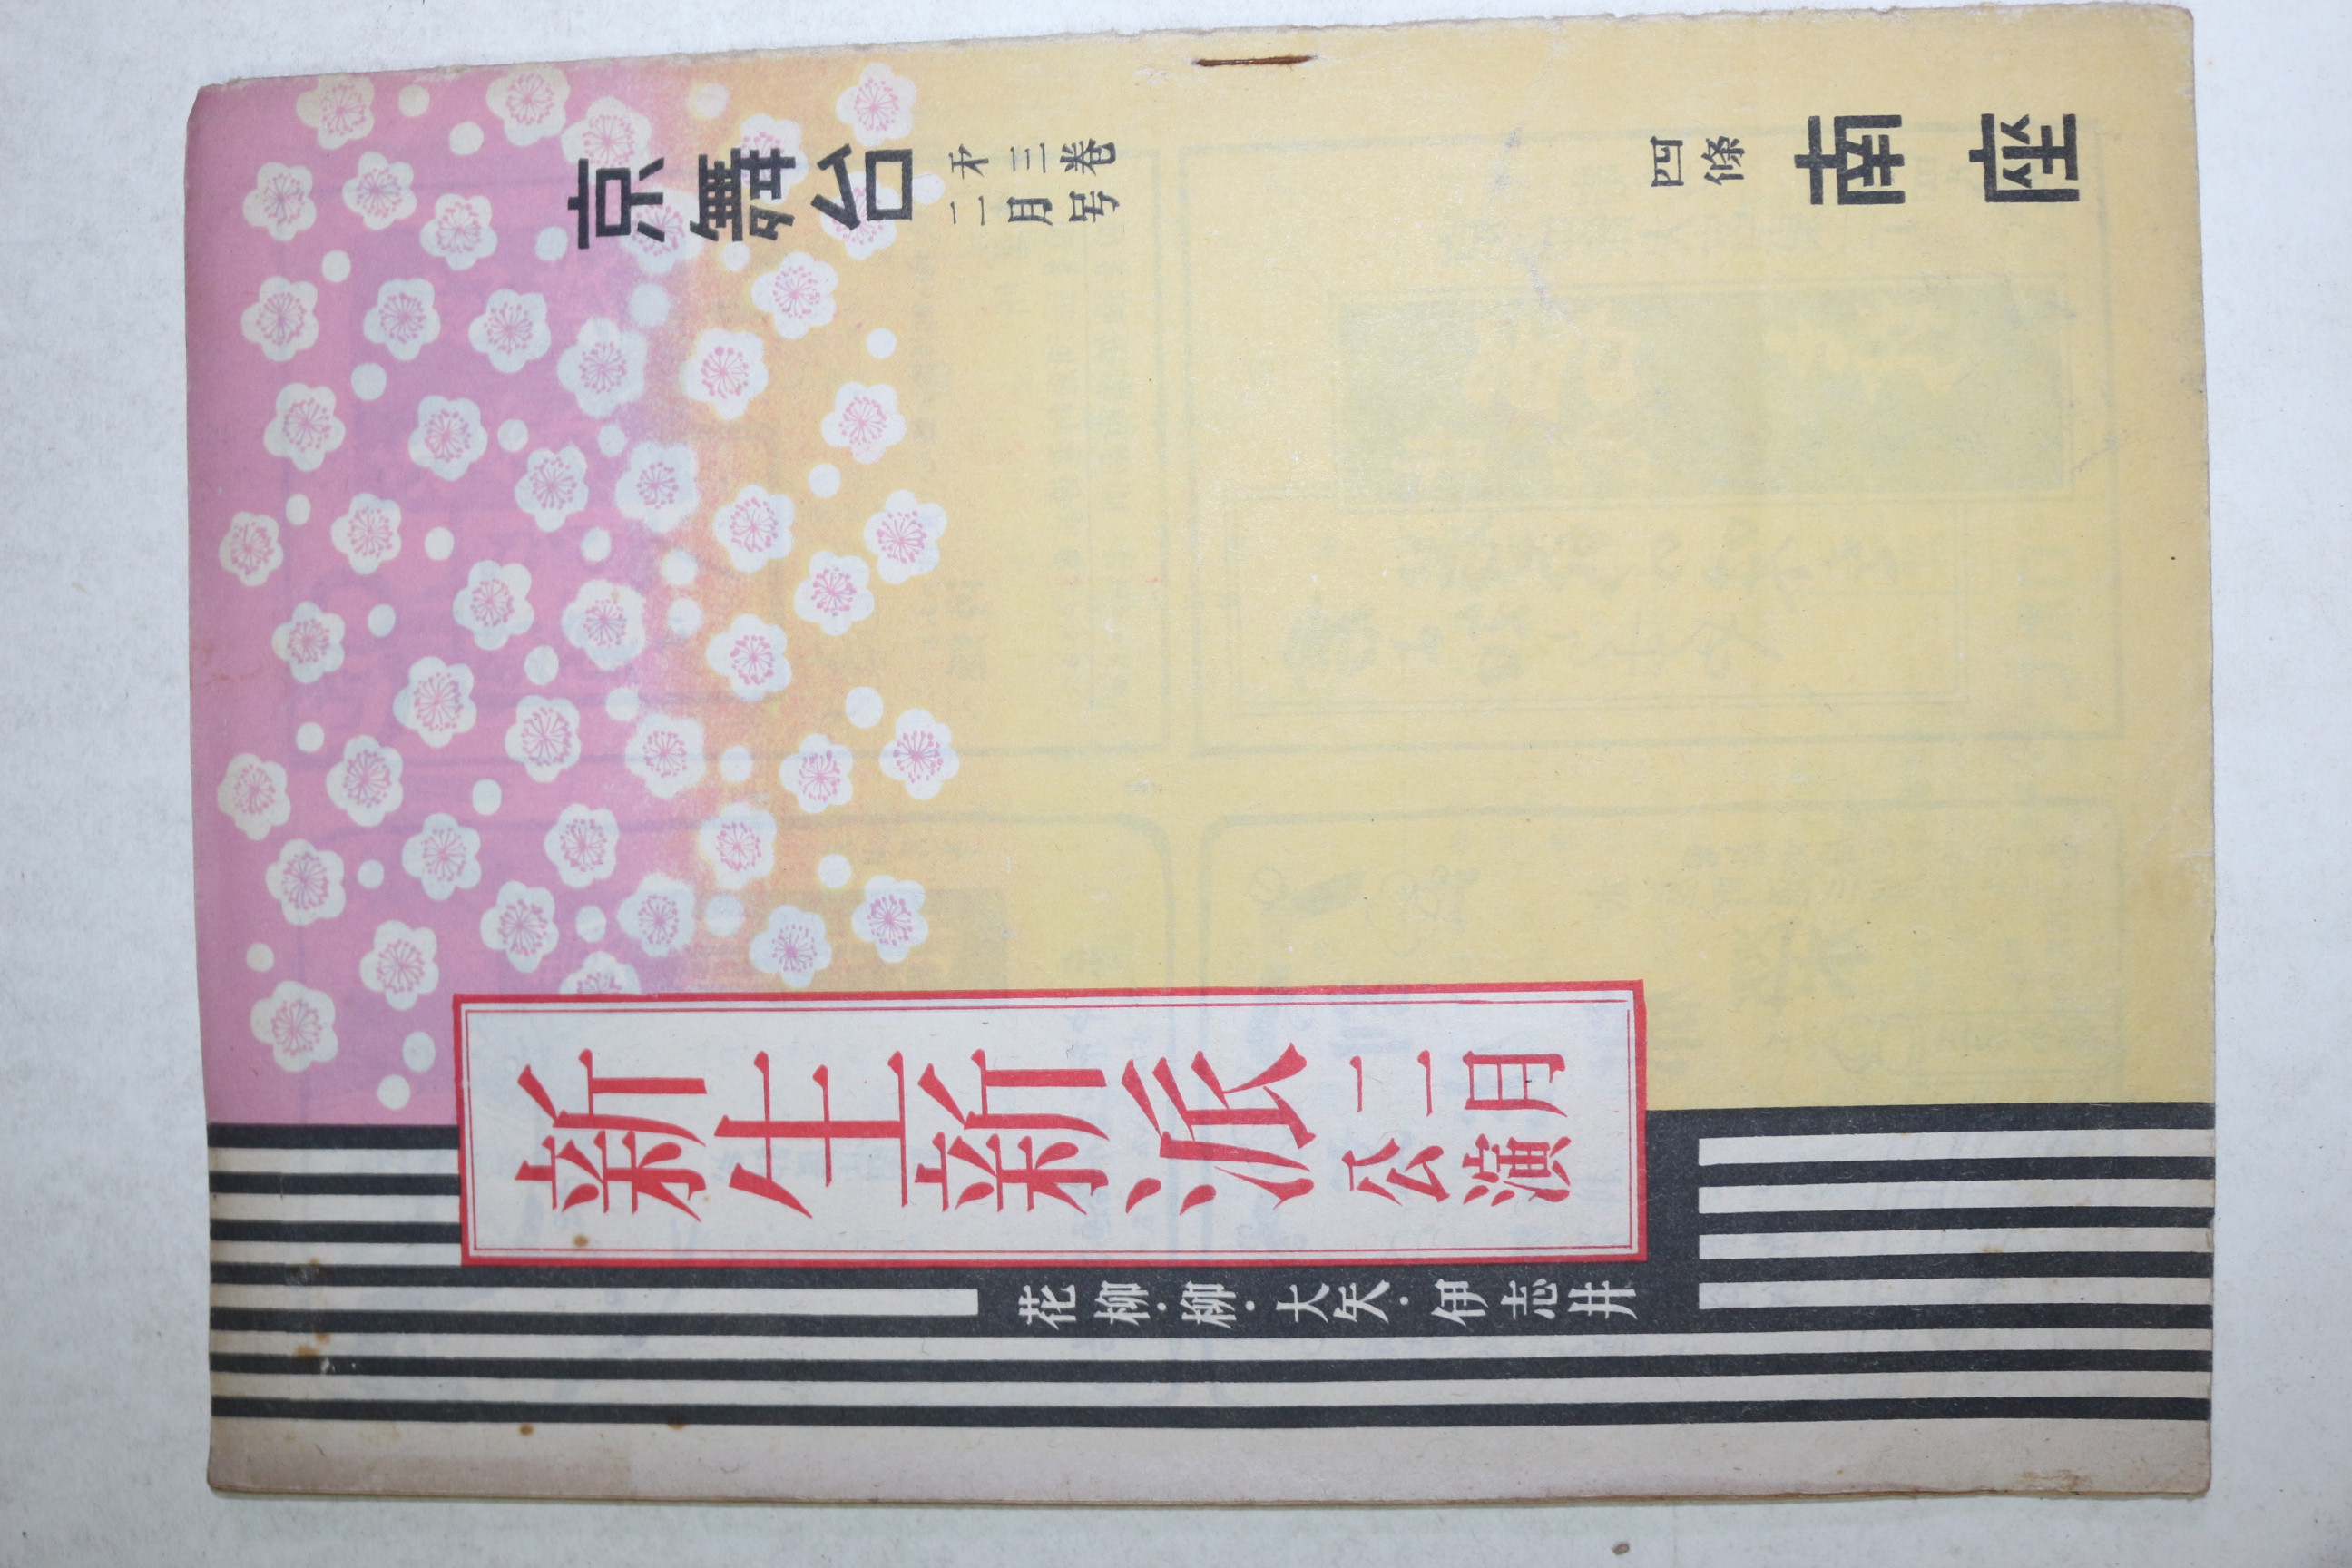 京舞台
㐧三巻
二月号
四條
南座
新生新派
二月
公演
花柳・柳・大矢・伊志井